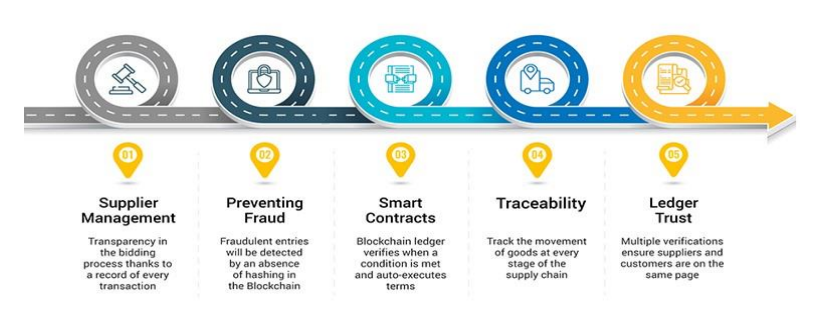 01
Supplier
Management
Transparency in
the bidding
process thanks to
a record of every
transaction
02
Preventing
Fraud
Fraudulent entries
will be detected
by an absence
of hashing in
the Blockchain
03
Smart
Contracts
Blockchain ledger
verifies when a
condition is met
and auto-executes
terms
04
Traceability
Track the movement
of goods at every
stage of the
supply chain
05
Ledger
Trust
Multiple verifications
ensure suppliers and
customers are on the
same page